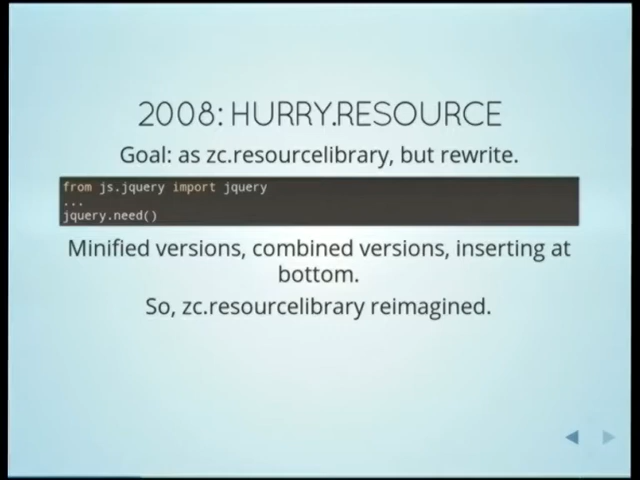 2008: HURRY.RESOURCE
Goal: as zc.resourcelibrary, but rewrite.
from js.jquery import jquery
...
jquery.need()
Minified versions, combined versions, inserting at
bottom.
So, zc.resourcelibrary reimagined.